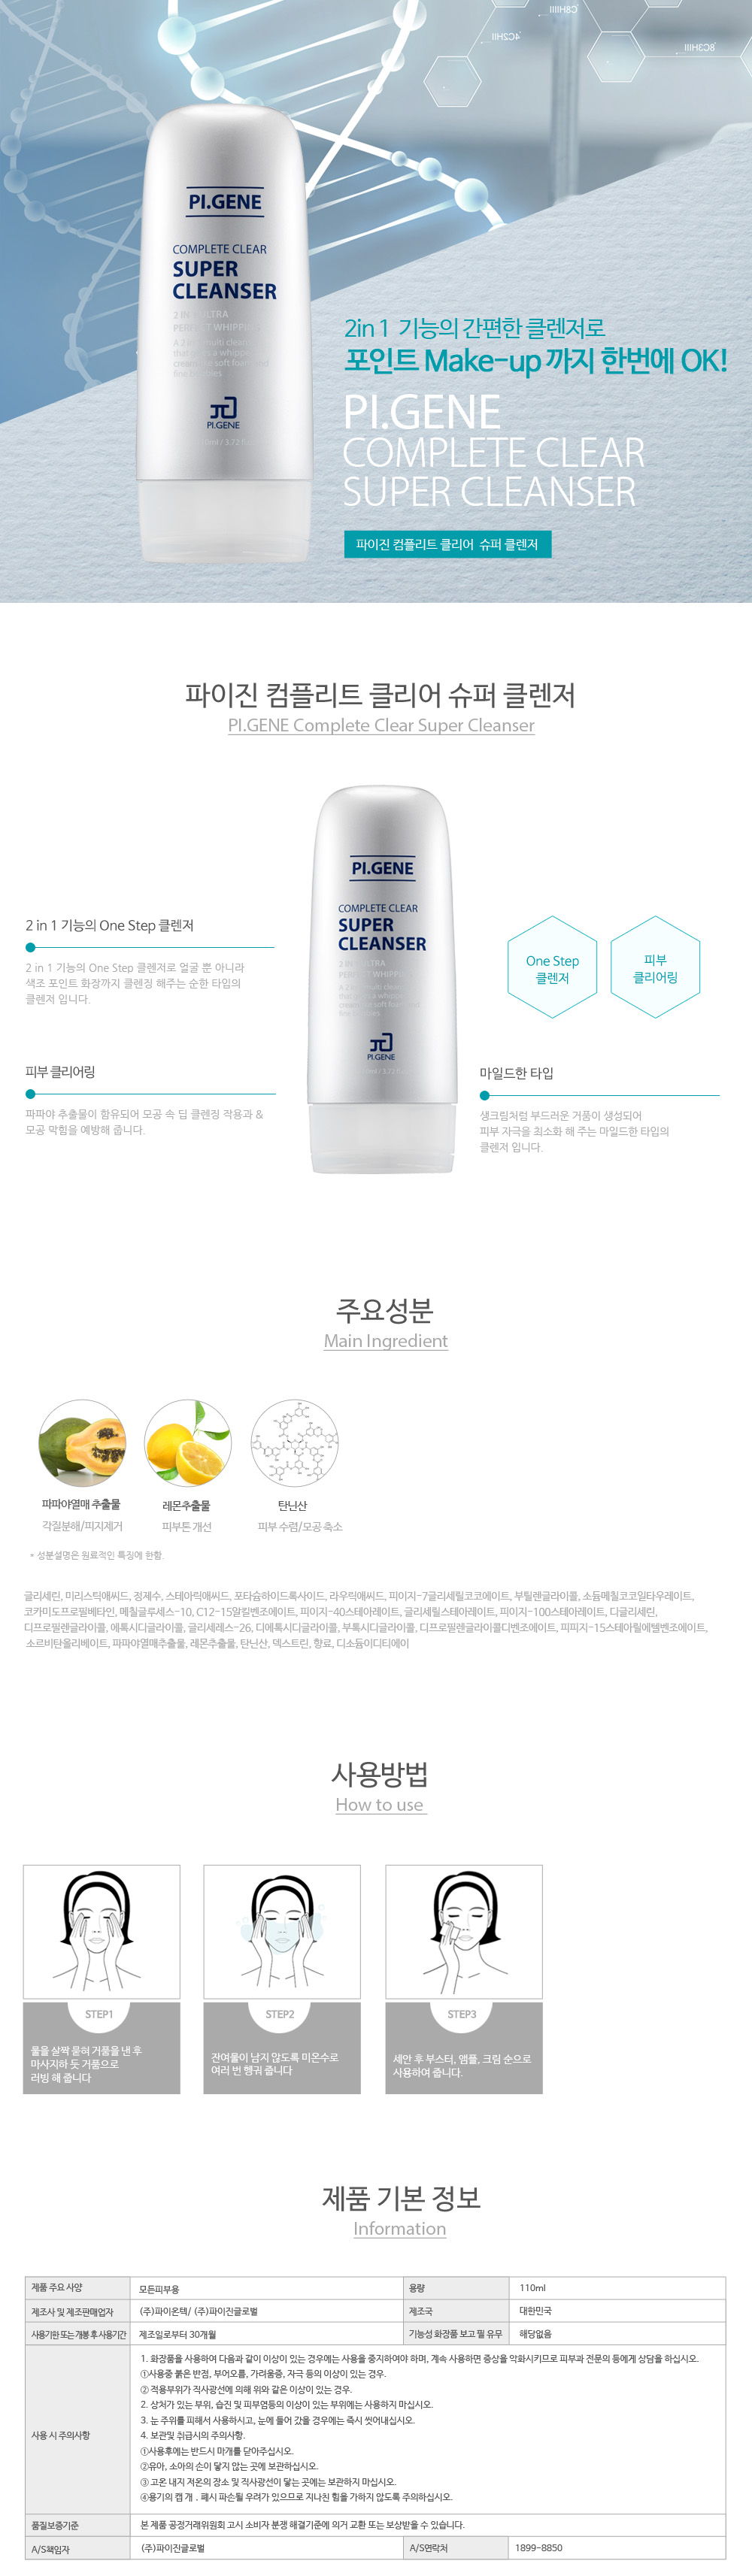 C8HIIII
4C2HII
8C3HIII
PI.GENE
COMPLETE CLEAR
SUPER
CLEANSER
PI.GENE
2in 1 기능의 간편한 클렌저로
포인트 Make-up 까지 한번에 OK!
PI.GENE
COMPLETE CLEAR
SUPER CLEANSER
파이진 컴플리트 클리어 슈퍼 클렌저
파이진 컴플리트 클리어 슈퍼 클렌저
PI.GENE Complete Clear Super Cleanser
PI.GENE
COMPLETE CLEAR
SUPER
CLEANSER
PI.GENE
2 in 1 기능의 One Step 클렌저
2 in 1 기능의 One Step 클렌저로 얼굴 뿐 아니라
색조 포인트 화장까지 클렌징 해주는 순한 타입의
클렌저 입니다.
One Step
클렌저
피부
클리어링
피부 클리어링
파파야 추출물이 함유되어 모공 속 딥 클렌징 작용과 &
모공 막힘을 예방해 줍니다.
마일드한 타입
생크림처럼 부드러운 거품이 생성되어
피부 자극을 최소화 해 주는 마일드한 타입의
클렌저 입니다.
주요성분
Main Ingredient
파파야열매 추출물
각질분해/피지제거
레몬추출물
피부톤 개선
탄닌산
피부 수렴/모공 축소
* 성분설명은 원료적인 특징에 한함.
글리세린, 미리스틱애씨드, 정제수, 스테아릭애씨드, 포타슘하이드록사이드, 라우릭애씨드, 피이지-7글리세릴코코에이트, 부틸렌글라이콜, 소듐메칠코코일타우레이트,
코카미도프로필베타인, 메칠글루세스-10, C12-15알킬벤조에이트, 피이지-40스테아레이트, 글리세릴스테아레이트, 피이지-100스테아레이트, 디글리세린,
디프로필렌글라이콜, 에톡시디글라이콜, 글리세레스-26, 디에톡시디글라이콜, 부톡시디글라이콜, 디프로필렌글라이콜디벤조에이트, 피피지-15스테아릴에텔벤조에이트,
소르비탄올리베이트, 파파야열매추출물, 레몬추출물, 탄닌산, 덱스트린, 향료, 디소듐이디티에이
사용방법
How to use
STEP1
물을 살짝 묻혀 거품을 낸 후
마사지하 듯 거품으로
러빙 해 줍니다
STEP2
잔여물이 남지 않도록 미온수로
여러 번 헹궈 줍니다
STEP3
세안 후 부스터, 앰플, 크림 순으로
사용하여 줍니다.
제품 기본 정보
Information
제품 주요 사양 모든피부용 용량 110ml
제조사 및 제조판매업자 (주)파이온텍/ (주)파이진글로벌 제조국 대한민국
사용기한 또는 개봉 후 사용기간 제조일로부터 30개월 기능성 화장품 보고 필 유무 해당없음
사용 시 주의사항
1. 화장품을 사용하여 다음과 같이 이상이 있는 경우에는 사용을 중지하여야 하며, 계속 사용하면 증상을 악화시키므로 피부과 전문의 등에게 상담을 하십시오.
①사용중 붉은 반점, 부어오름, 가려움증, 자극 등의 이상이 있는 경우.
② 적용부위가 직사광선에 의해 위와 같은 이상이 있는 경우.
2. 상처가 있는 부위, 습진 및 피부염등의 이상이 있는 부위에는 사용하지 마십시오.
3. 눈 주위를 피해서 사용하시고, 눈에 들어 갔을 경우에는 즉시 씻어내십시오.
4. 보관및 취급시의 주의사항.
①사용후에는 반드시 마개를 닫아주십시오.
②유아, 소아의 손이 닿지 않는 곳에 보관하십시오.
③ 고온 내지 저온의 장소 및 직사광선이 닿는 곳에는 보관하지 마십시오.
④용기의 캡 개 . 폐시 파손될 우려가 있으므로 지나친 힘을 가하지 않도록 주의하십시오.
품질보증기준 본 제품 공정거래위원회 고시 소비자 분쟁 해결기준에 의거 교환 또는 보상받을 수 있습니다.
A/S책임자 (주)파이진글로벌 A/S연락처 1899-8850